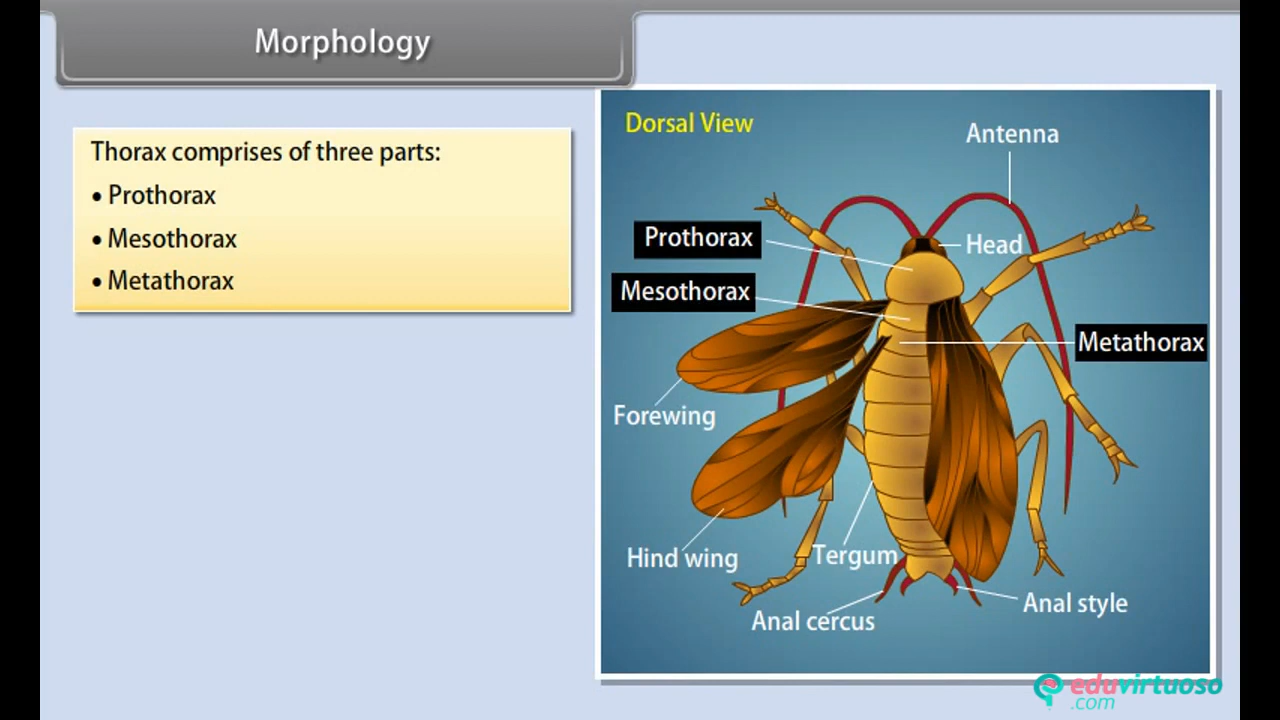 Morphology
Thorax comprises of three parts:
• Prothorax
• Mesothorax
• Metathorax
Dorsal View
Antenna
Prothorax
Head
Mesothorax
Metathorax
Forewing
Hind wing
Tergum
Anal cercus
Anal style
eduvirtuoso
.com